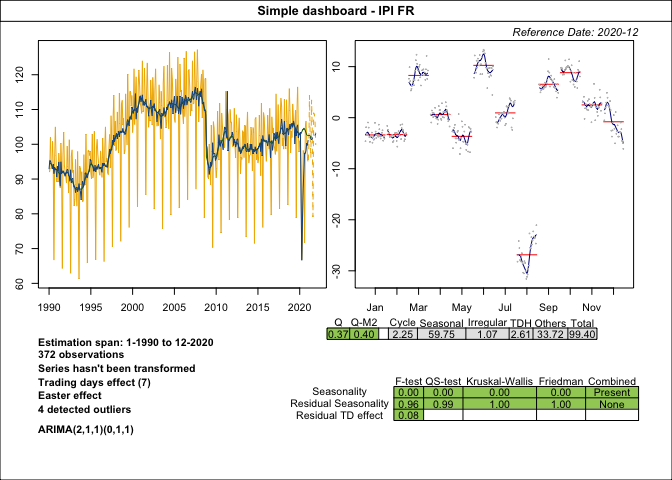 Simple dashboard - IPI FR
Reference Date: 2020-12
120
110
100
90
80
70
60
1990 1995 2000 2005 2010 2015 2020
10
0
-10
-20
-30
Jan Mar May Jul Sep Nov
Q Q-M2 Cycle Seasonal Irregular TDH Others Total
0.37 0.40 2.25 59.75 1.07 2.61 33.72 99.40
Estimation span: 1-1990 to 12-2020
372 observations
Series hasn't been transformed
Trading days effect (7)
Easter effect
4 detected outliers
ARIMA(2,1,1)(0,1,1)
F-test QS-test Kruskal-Wallis Friedman Combined
Seasonality 0.00 0.00 0.00 0.00 Present
Residual Seasonality 0.96 0.99 1.00 1.00 None
Residual TD effect 0.08